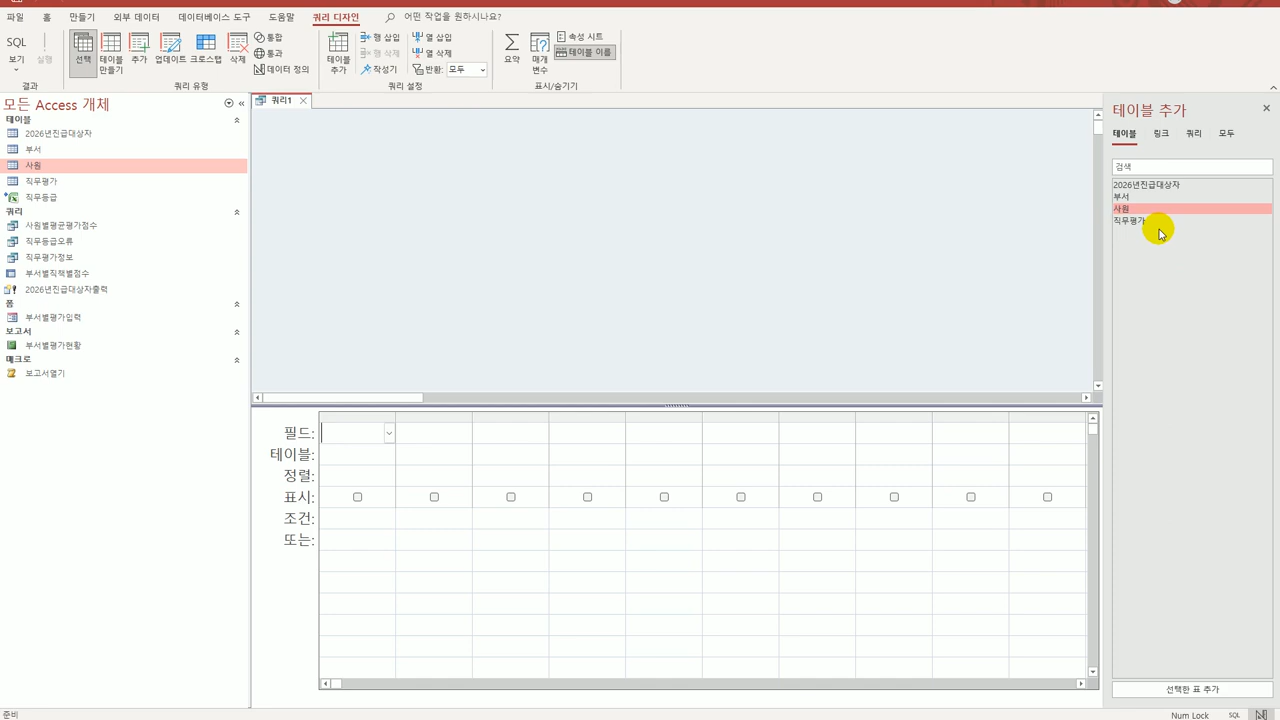 파일 홈 만들기 외부 데이터 데이터베이스 도구 도움말 쿼리 디자인 어떤 작업을 원하시나요?
SQL 보기
실행
결과
선택
테이블 만들기
추가
업데이트
크로스탭
삭제
통합
통과
데이터 정의
쿼리 유형
테이블 추가
행 삽입
행 삭제
작성기
열 삽입
열 삭제
반환: 모두
쿼리 설정
요약
매개 변수
속성 시트
테이블 이름
표시/숨기기
모든 Access 개체
테이블
2026년진급대상자
부서
사원
직무평가
직무등급
쿼리
사원별평균평가점수
직무등급오류
직무평가정보
부서별직책별점수
2026년진급대상자출력
폼
부서별평가입력
보고서
부서별평가현황
매크로
보고서열기
쿼리1
필드:
테이블:
정렬:
표시:
조건:
또는:
테이블 추가
테이블 링크 쿼리 모두
검색
2026년진급대상자
부서
사원
직무평가
선택한 표 추가
준비
Num Lock
SQL